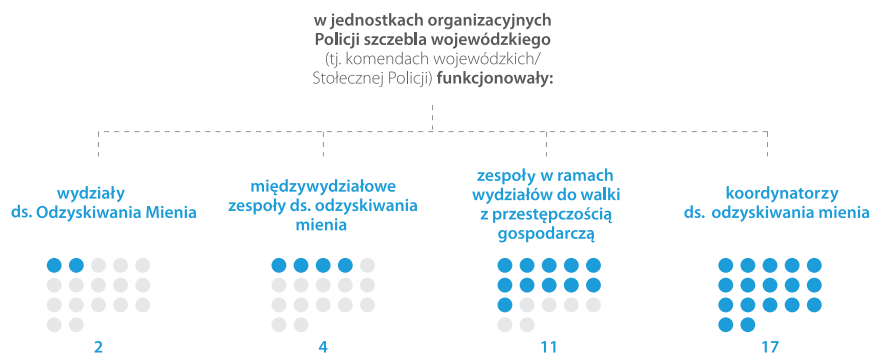 w jednostkach organizacyjnych
Policji szczebla wojewódzkiego
(tj. komendach wojewódzkich/
Stołecznej Policji) funkcjonowały:
wydziały
ds. Odzyskiwania Mienia
międzywydziałowe
zespoły ds. odzyskiwania
mienia
zespoły w ramach
wydziałów do walki
z przestępczością
gospodarczą
koordynatorzy
ds. odzyskiwania mienia
2
4
11
17